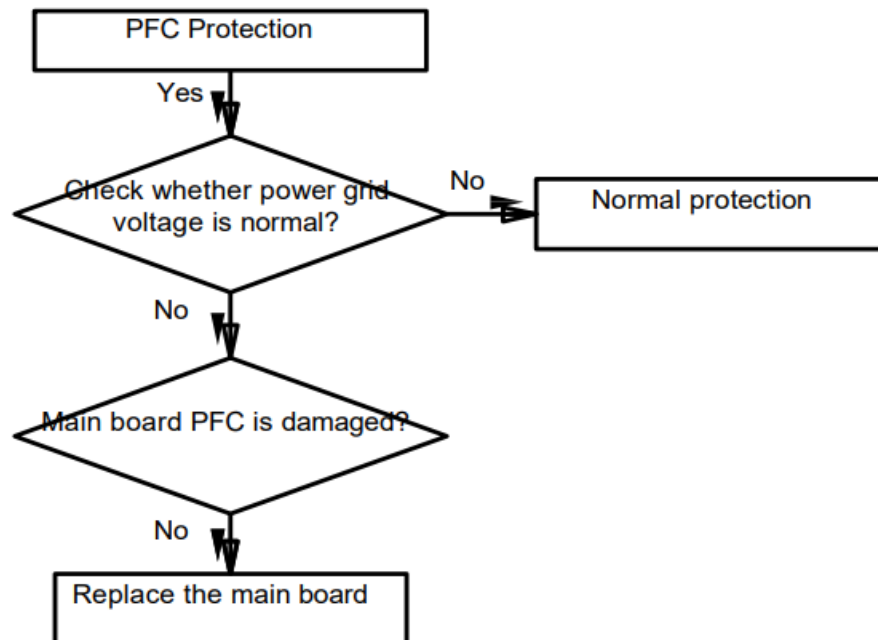 PFC Protection
Yes
Check whether power grid
voltage is normal?
No
Normal protection
No
Main board PFC is damaged?
No
Replace the main board